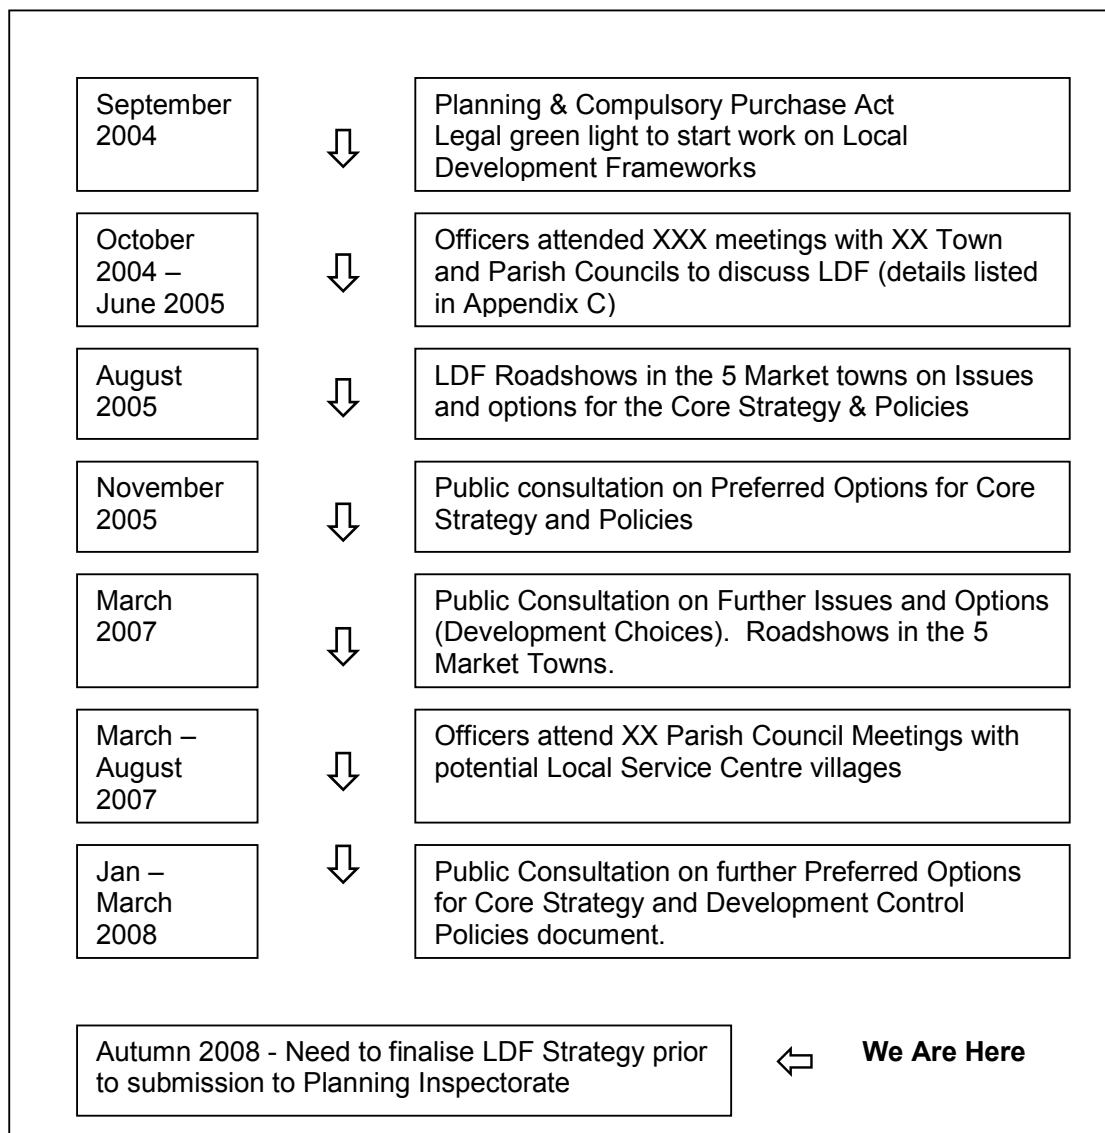 September
2004
Planning & Compulsory Purchase Act
Legal green light to start work on Local
Development Frameworks
October
2004 –
June 2005
Officers attended XXX meetings with XX Town
and Parish Councils to discuss LDF (details listed
in Appendix C)
August
2005
LDF Roadshows in the 5 Market towns on Issues
and options for the Core Strategy & Policies
November
2005
Public consultation on Preferred Options for Core
Strategy and Policies
March
2007
Public Consultation on Further Issues and Options
(Development Choices).  Roadshows in the 5
Market Towns.
March –
August
2007
Officers attend XX Parish Council Meetings with
potential Local Service Centre villages
Jan –
March
2008
Public Consultation on further Preferred Options
for Core Strategy and Development Control
Policies document.
Autumn 2008 - Need to finalise LDF Strategy prior
to submission to Planning Inspectorate
We Are Here